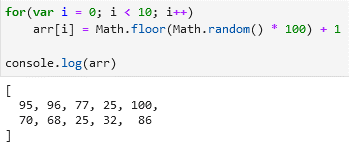 for(var i = 0; i < 10; i++)
    arr[i] = Math.floor(Math.random() * 100) + 1
console.log(arr)
[
  95, 96, 77, 25, 100,
  70, 68, 25, 32,  86
]